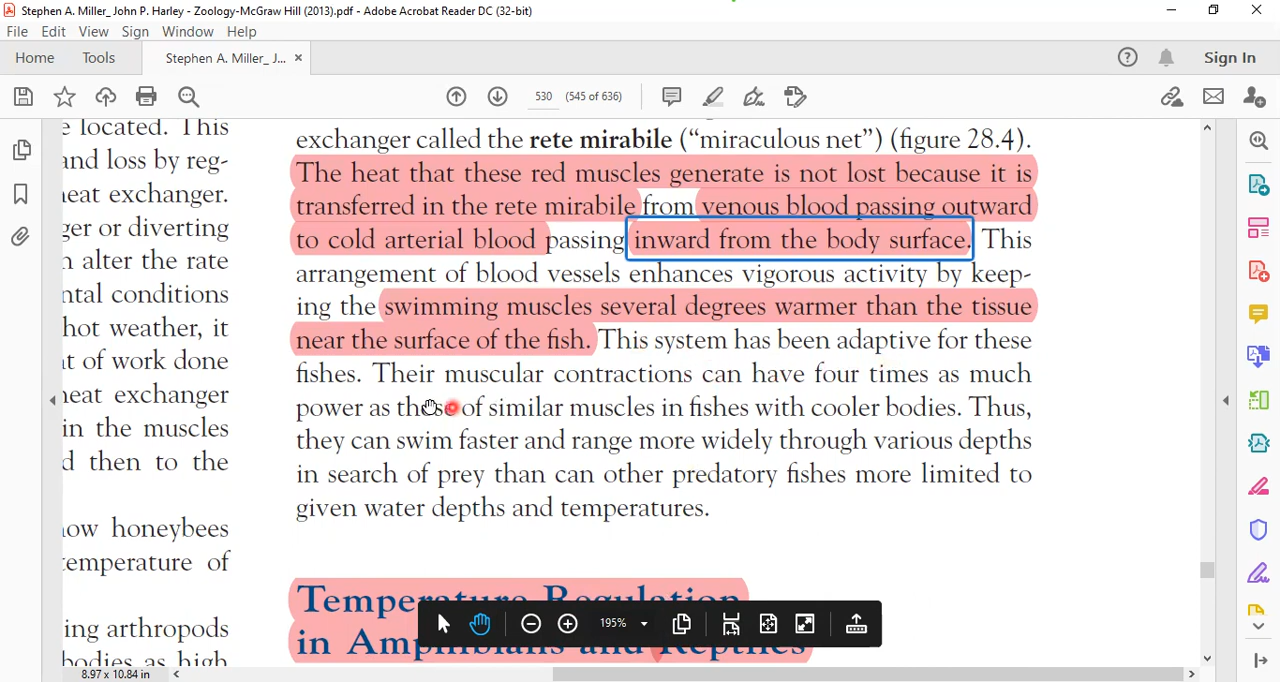 Stephen A. Miller_ John P. Harley - Zoology-McGraw Hill (2013).pdf - Adobe Acrobat Reader DC (32-bit)
File Edit View Sign Window Help
Home Tools Stephen A. Miller_ J... × Sign In
530 (545 of 636)
e located. This
and loss by reg-
heat exchanger.
ger or diverting
n alter the rate
ntal conditions
hot weather, it
nt of work done
heat exchanger
in the muscles
d then to the
how honeybees
temperature of
ing arthropods
bodies as high
exchanger called the rete mirabile (“miraculous net”) (figure 28.4).
The heat that these red muscles generate is not lost because it is
transferred in the rete mirabile from venous blood passing outward
to cold arterial blood passing inward from the body surface. This
arrangement of blood vessels enhances vigorous activity by keep-
ing the swimming muscles several degrees warmer than the tissue
near the surface of the fish. This system has been adaptive for these
fishes. Their muscular contractions can have four times as much
power as those of similar muscles in fishes with cooler bodies. Thus,
they can swim faster and range more widely through various depths
in search of prey than can other predatory fishes more limited to
given water depths and temperatures.
Temperature Regulation
in Amphibians and Reptiles
195%
8.97 x 10.84 in